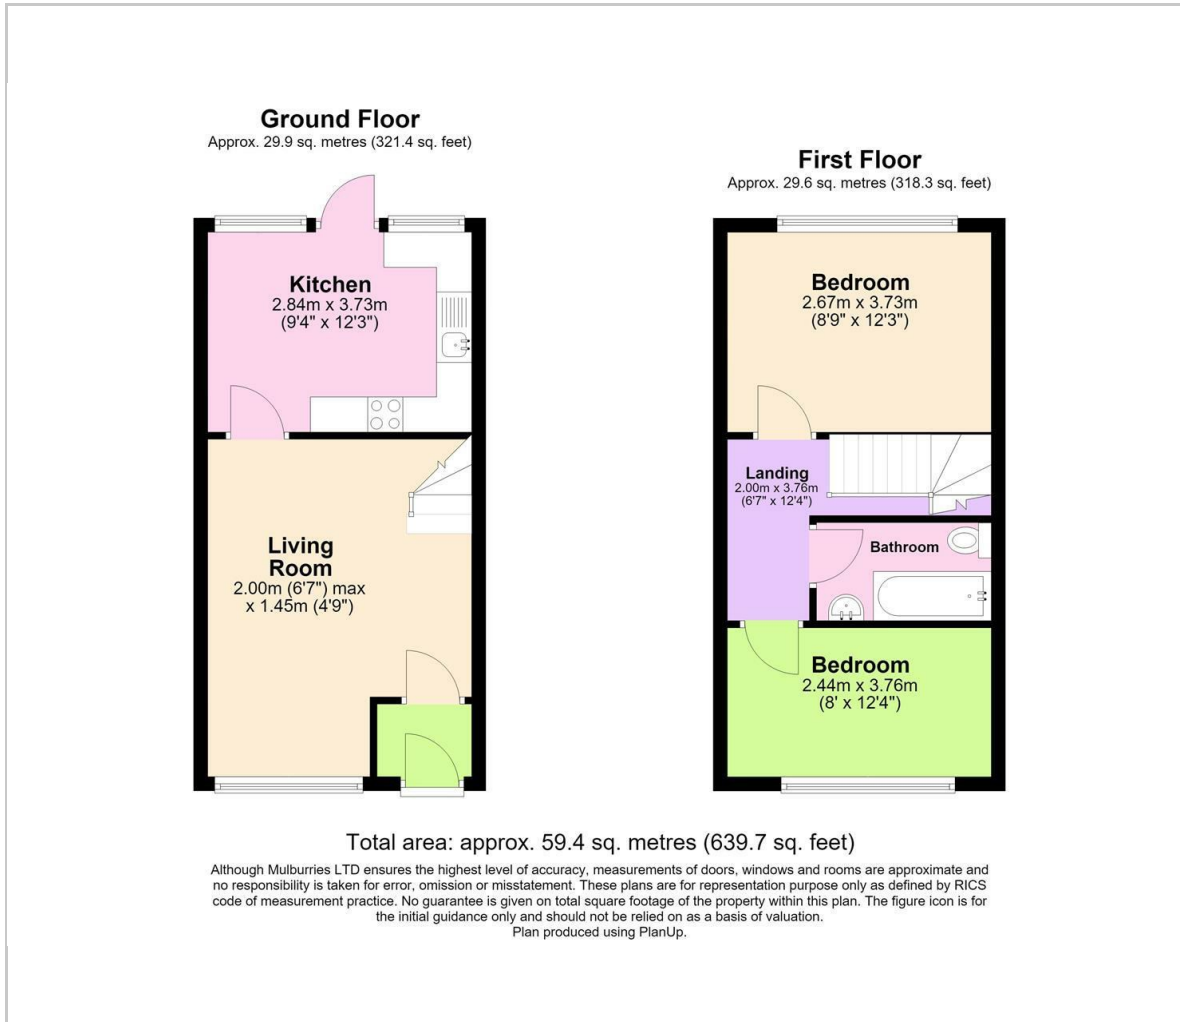 Ground Floor
Approx. 29.9 sq. metres (321.4 sq. feet)
Kitchen
2.84m x 3.73m
(9'4" x 12'3")
Living
Room
2.00m (6'7") max
x 1.45m (4'9")
First Floor
Approx. 29.6 sq. metres (318.3 sq. feet)
Bedroom
2.67m x 3.73m
(8'9" x 12'3")
Landing
2.00m x 3.76m
(6'7" x 12'4")
Bathroom
Bedroom
2.44m x 3.76m
(8' x 12'4")
Total area: approx. 59.4 sq. metres (639.7 sq. feet)
Although Mulburries LTD ensures the highest level of accuracy, measurements of doors, windows and rooms are approximate and
no responsibility is taken for error, omission or misstatement. These plans are for representation purpose only as defined by RICS
code of measurement practice. No guarantee is given on total square footage of the property within this plan. The figure icon is for
the initial guidance only and should not be relied on as a basis of valuation.
Plan produced using PlanUp.